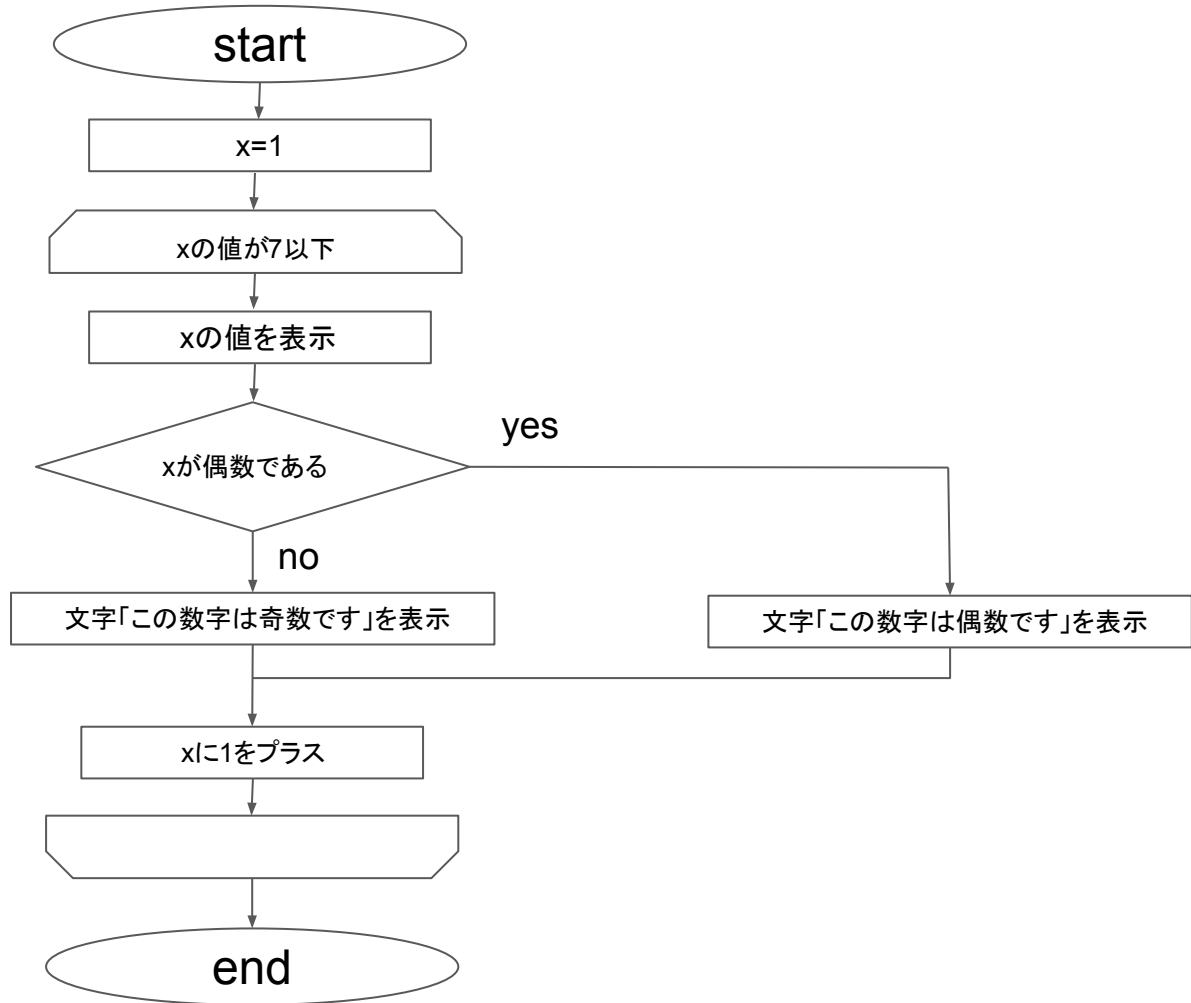 start
x=1
xの値が7以下
xの値を表示
xが偶数である
yes
no
文字「この数字は奇数です」を表示
文字「この数字は偶数です」を表示
xに1をプラス
end